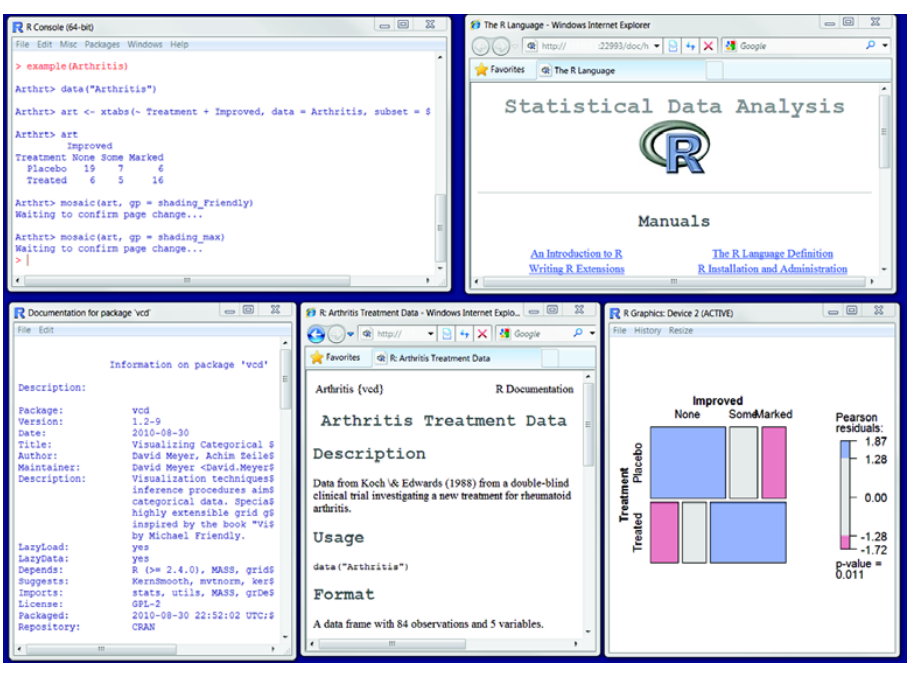 R Console (64-bit)
File Edit Misc Packages Windows Help
> example(Arthritis)
Arthrt> data("Arthritis")
Arthrt> art <- xtabs(~ Treatment + Improved, data = Arthritis, subset = $
Arthrt> art
Improved
Treatment None Some Marked
Placebo 19 7 6
Treated 6 5 16
Arthrt> mosaic(art, gp = shading_Friendly)
Waiting to confirm page change...
Arthrt> mosaic(art, gp = shading_max)
Waiting to confirm page change...
>
The R Language - Windows Internet Explorer
http:// :22993/doc/h
Google
Favorites
The R Language
Statistical Data Analysis
R
Manuals
An Introduction to R
The R Language Definition
Writing R Extensions
R Installation and Administration
Documentation for package 'vcd'
File Edit
Information on package 'vcd'
Description:
Package: vcd
Version: 1.2-9
Date: 2010-08-30
Title: Visualizing Categorical $
Author: David Meyer, Achim Zeile$
Maintainer: David Meyer <David.Meyer$
Description: Visualization techniques$
inference procedures aim$
categorical data. Specia$
highly extensible grid g$
inspired by the book "Vi$
by Michael Friendly.
LazyLoad: yes
LazyData: yes
Depends: R (>= 2.4.0), MASS, grid$
Suggests: KernSmooth, mvtnorm, ker$
Imports: stats, utils, MASS, grDe$
License: GPL-2
Packaged: 2010-08-30 22:52:02 UTC;$
Repository: CRAN
R: Arthritis Treatment Data - Windows Internet Explo...
http://
Google
Favorites
R: Arthritis Treatment Data
Arthritis {vcd}
R Documentation
Arthritis Treatment Data
Description
Data from Koch \& Edwards (1988) from a double-blind
clinical trial investigating a new treatment for rheumatoid
arthritis.
Usage
data("Arthritis")
Format
A data frame with 84 observations and 5 variables.
R Graphics: Device 2 (ACTIVE)
File History Resize
Improved
None Some Marked
Treatment
Placebo
Treated
Pearson
residuals:
1.87
1.28
0.00
-1.28
-1.72
p-value =
0.011